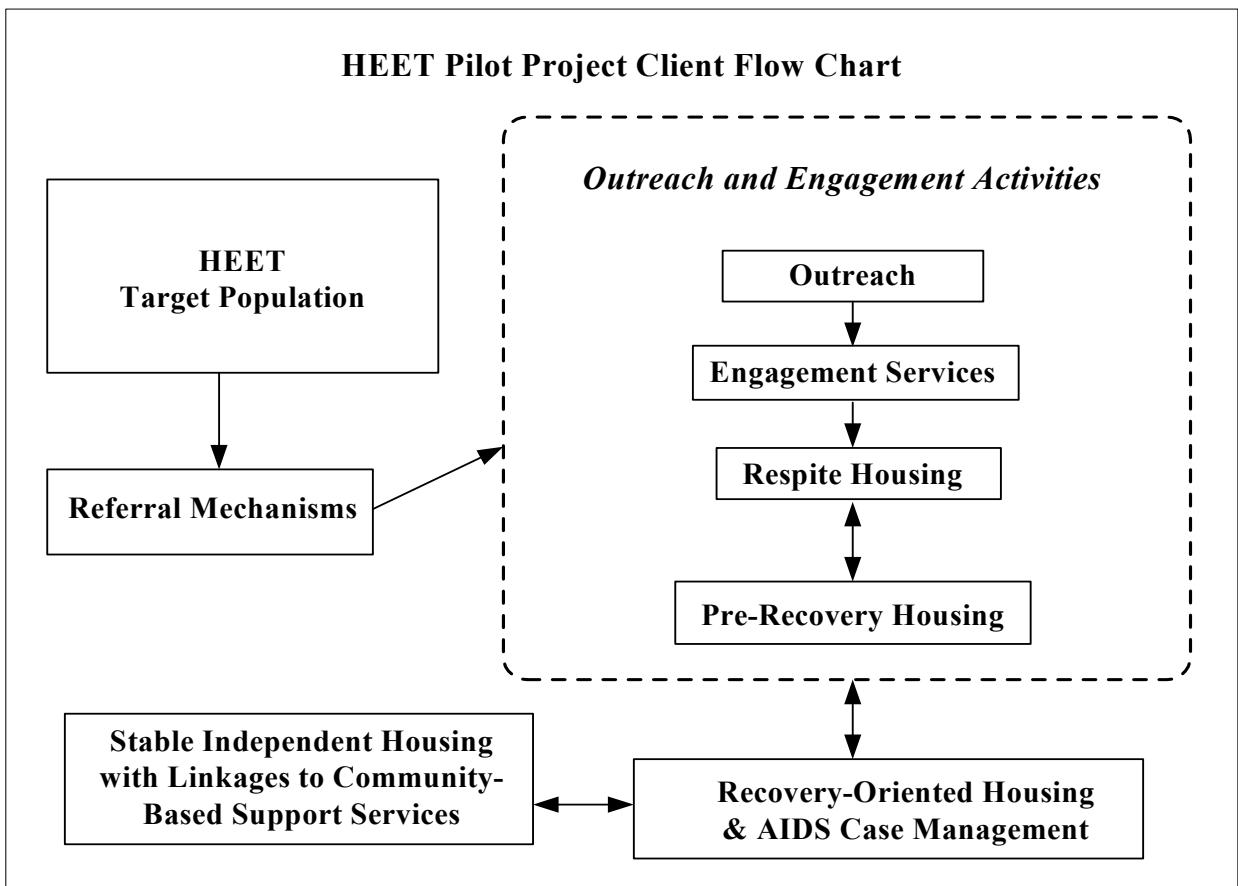 HEET Pilot Project Client Flow Chart
HEET
Target Population
Referral Mechanisms
Outreach and Engagement Activities
Outreach
Engagement Services
Respite Housing
Pre-Recovery Housing
Recovery-Oriented Housing
& AIDS Case Management
Stable Independent Housing
with Linkages to Community-
Based Support Services